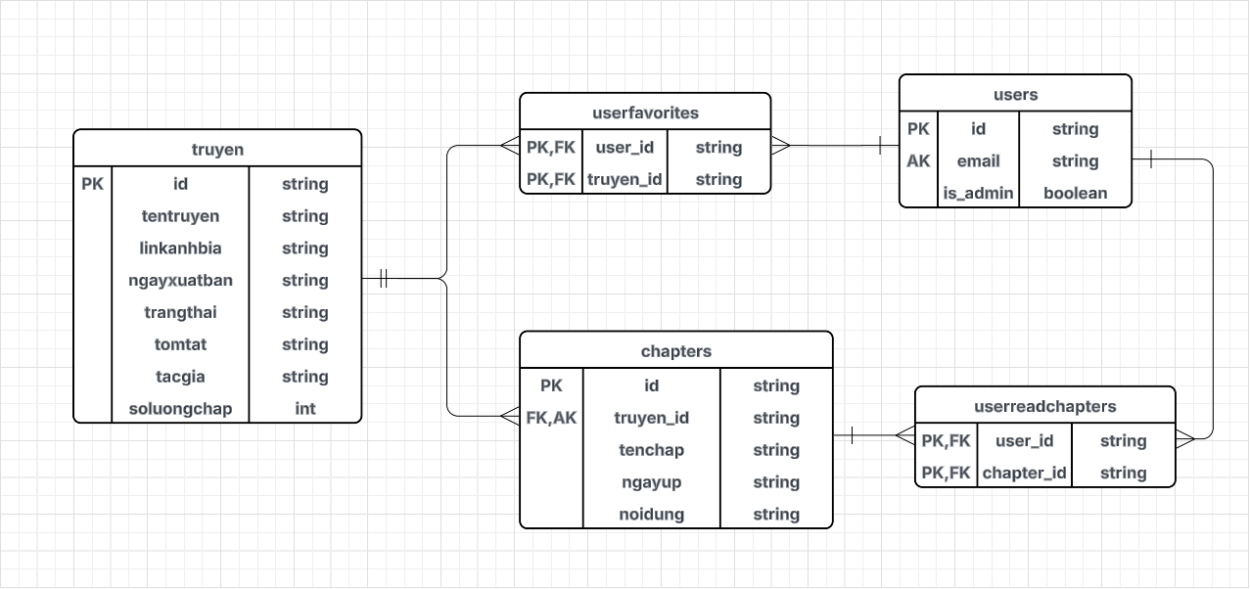 truyen
PK id string
tentruyen string
linkanhbia string
ngayxuatban string
trangthai string
tomtat string
tacgia string
soluongchap int
userfavorites
PK,FK user_id string
PK,FK truyen_id string
users
PK id string
AK email string
is_admin boolean
chapters
PK id string
FK,AK truyen_id string
tenchap string
ngayup string
noidung string
userreadchapters
PK,FK user_id string
PK,FK chapter_id string